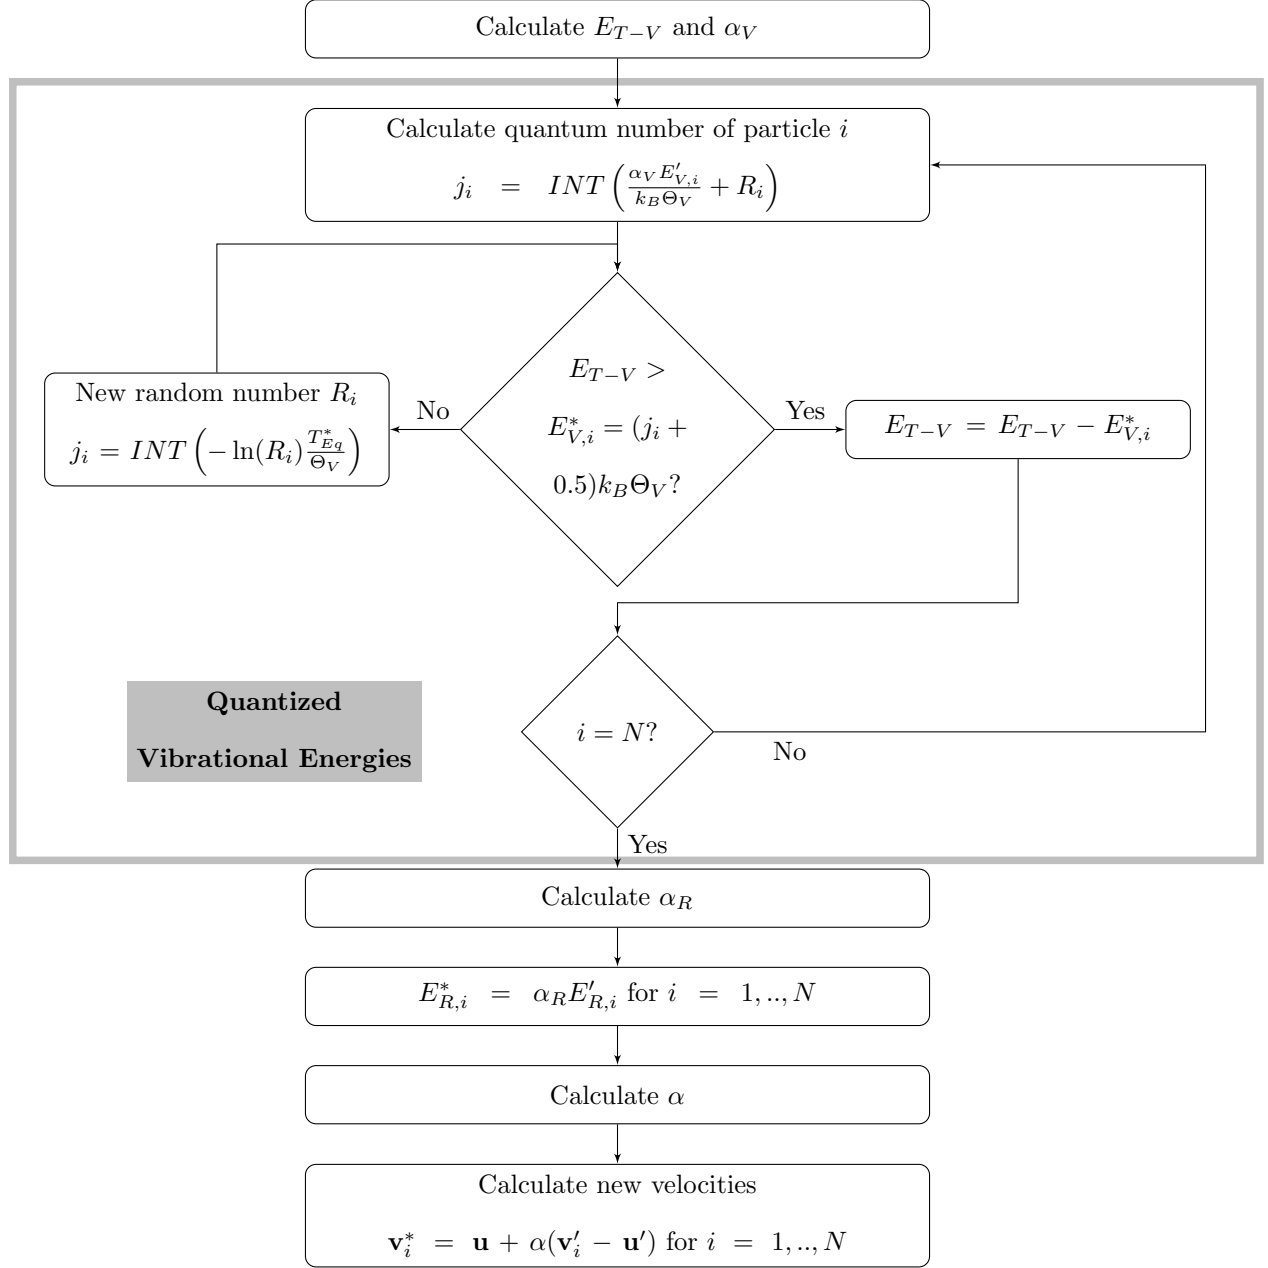 Calculate $E_{T-V}$ and $\alpha_V$
Calculate quantum number of particle $i$
$j_i = INT\left(\frac{\alpha_V E'_{V,i}}{k_B \Theta_V} + R_i\right)$
$E_{T-V} >$
$E^*_{V,i} = (j_i +$
$0.5)k_B\Theta_V?$
No
Yes
New random number $R_i$
$j_i = INT\left(-\ln(R_i)\frac{T^*_{Eq}}{\Theta_V}\right)$
$E_{T-V} = E_{T-V} - E^*_{V,i}$
$i = N?$
No
Yes
Quantized
Vibrational Energies
Calculate $\alpha_R$
$E^*_{R,i} = \alpha_R E'_{R,i}$ for $i = 1,..,N$
Calculate $\alpha$
Calculate new velocities
$\mathbf{v}^*_i = \mathbf{u} + \alpha(\mathbf{v}'_i - \mathbf{u}')$ for $i = 1,..,N$